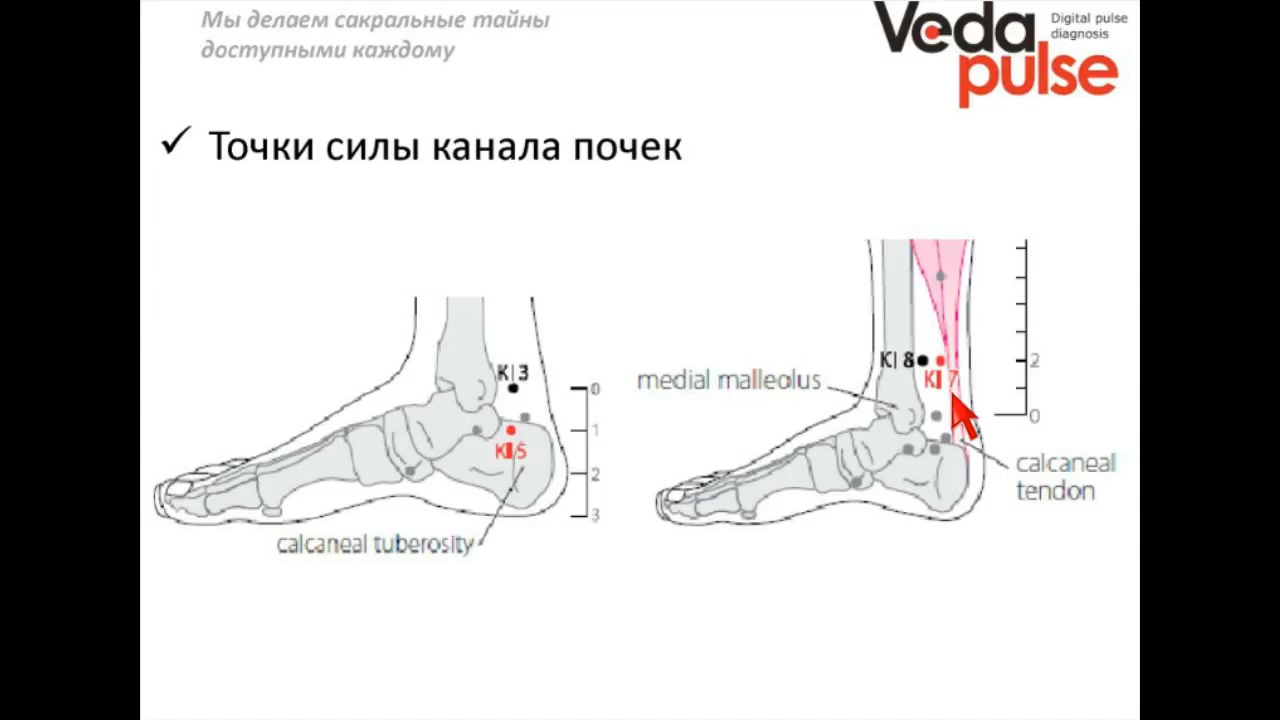 Мы делаем сакральные тайны
доступными каждому
Veda
pulse
Digital pulse
diagnosis
✓ Точки силы канала почек
KI 3
0
1
KI 5
2
3
calcaneal tuberosity
KI 8
KI 7
2
medial malleolus
0
calcaneal
tendon